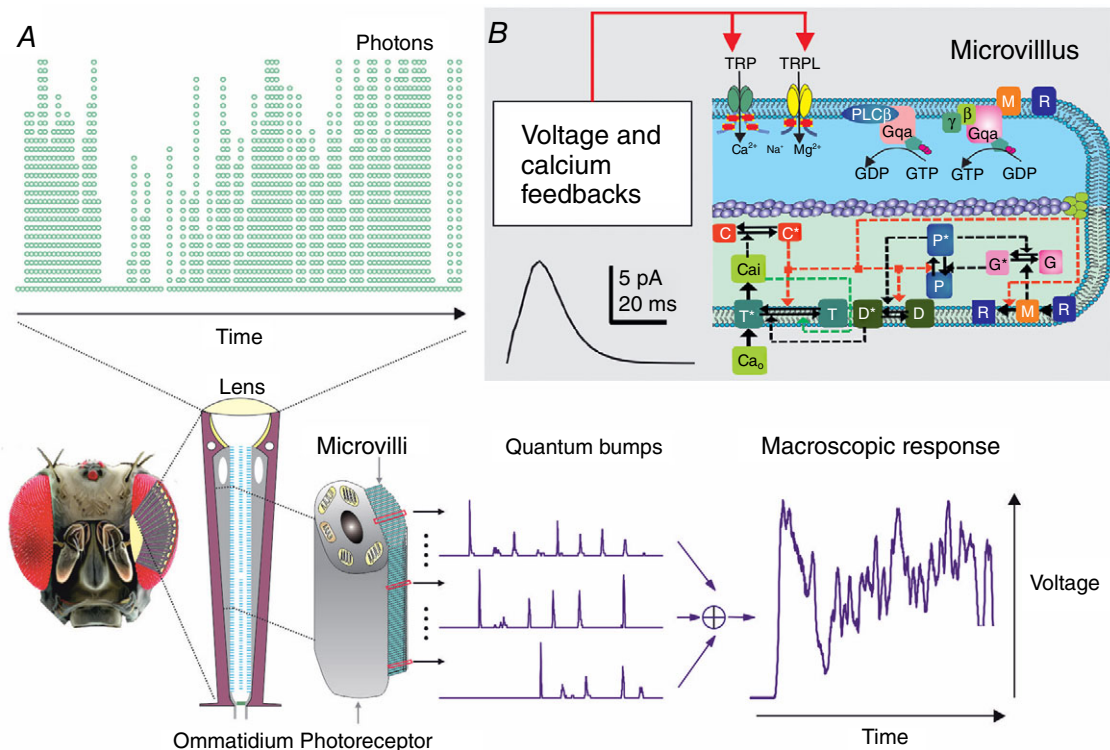 A
Photons
Time
B
Microvilllus
TRP
TRPL
Voltage and
calcium
feedbacks
Ca2+
Na+
Mg2+
PLCβ
Gqa
GDP
GTP
γ
β
Gqa
M
R
GTP
GDP
5 pA
20 ms
C
C*
Cai
T*
T
D*
D
Cao
P*
P
G*
G
R
M
R
Lens
Microvilli
Quantum bumps
Macroscopic response
Voltage
Time
Ommatidium Photoreceptor